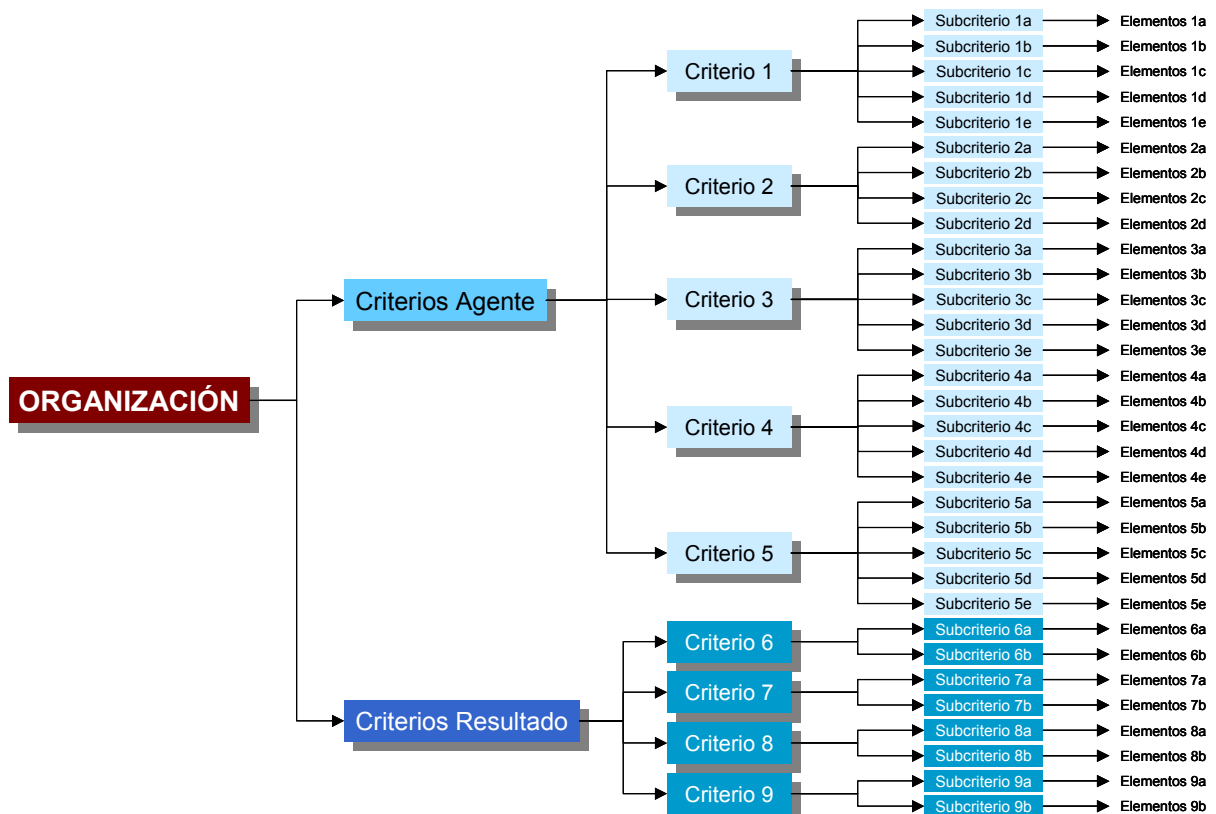 ORGANIZACIÓN
Criterios Agente
Criterios Resultado
Criterio 1
Criterio 2
Criterio 3
Criterio 4
Criterio 5
Criterio 6
Criterio 7
Criterio 8
Criterio 9
Subcriterio 1a Elementos 1a
Subcriterio 1b Elementos 1b
Subcriterio 1c Elementos 1c
Subcriterio 1d Elementos 1d
Subcriterio 1e Elementos 1e
Subcriterio 2a Elementos 2a
Subcriterio 2b Elementos 2b
Subcriterio 2c Elementos 2c
Subcriterio 2d Elementos 2d
Subcriterio 3a Elementos 3a
Subcriterio 3b Elementos 3b
Subcriterio 3c Elementos 3c
Subcriterio 3d Elementos 3d
Subcriterio 3e Elementos 3e
Subcriterio 4a Elementos 4a
Subcriterio 4b Elementos 4b
Subcriterio 4c Elementos 4c
Subcriterio 4d Elementos 4d
Subcriterio 4e Elementos 4e
Subcriterio 5a Elementos 5a
Subcriterio 5b Elementos 5b
Subcriterio 5c Elementos 5c
Subcriterio 5d Elementos 5d
Subcriterio 5e Elementos 5e
Subcriterio 6a Elementos 6a
Subcriterio 6b Elementos 6b
Subcriterio 7a Elementos 7a
Subcriterio 7b Elementos 7b
Subcriterio 8a Elementos 8a
Subcriterio 8b Elementos 8b
Subcriterio 9a Elementos 9a
Subcriterio 9b Elementos 9b